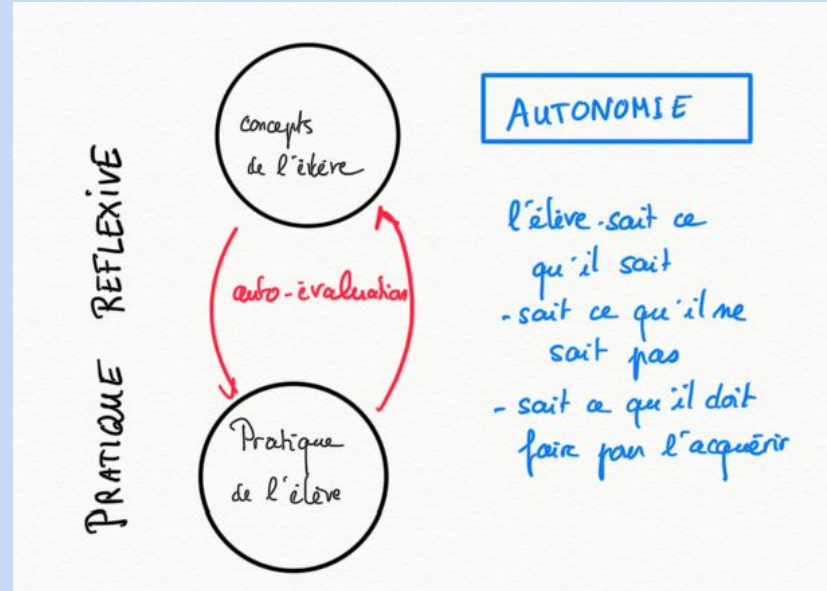 PRATIQUE REFLEXIVE
concepts
de l'élève
auto-évaluation
Pratique
de l'élève
AUTONOMIE
l'élève - sait ce
qu'il sait
- sait ce qu'il ne
sait pas
- sait ce qu'il doit
faire pour l'acquérir